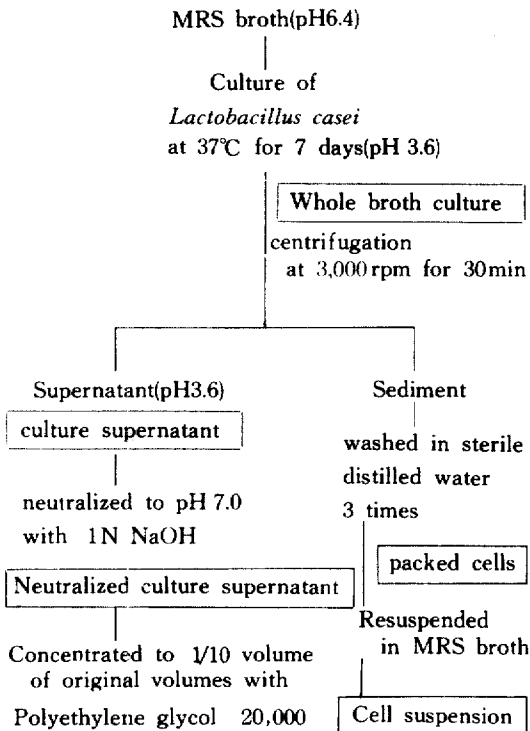 MRS broth(pH6.4)
Culture of
Lactobacillus casei
at 37℃ for 7 days(pH 3.6)
Whole broth culture
centrifugation
at 3,000 rpm for 30min
Supernatant(pH3.6)
culture supernatant
neutralized to pH 7.0
with 1N NaOH
Neutralized culture supernatant
Concentrated to 1/10 volume
of original volumes with
Polyethylene glycol 20,000
Sediment
washed in sterile
distilled water
3 times
packed cells
Resuspended
in MRS broth
Cell suspension